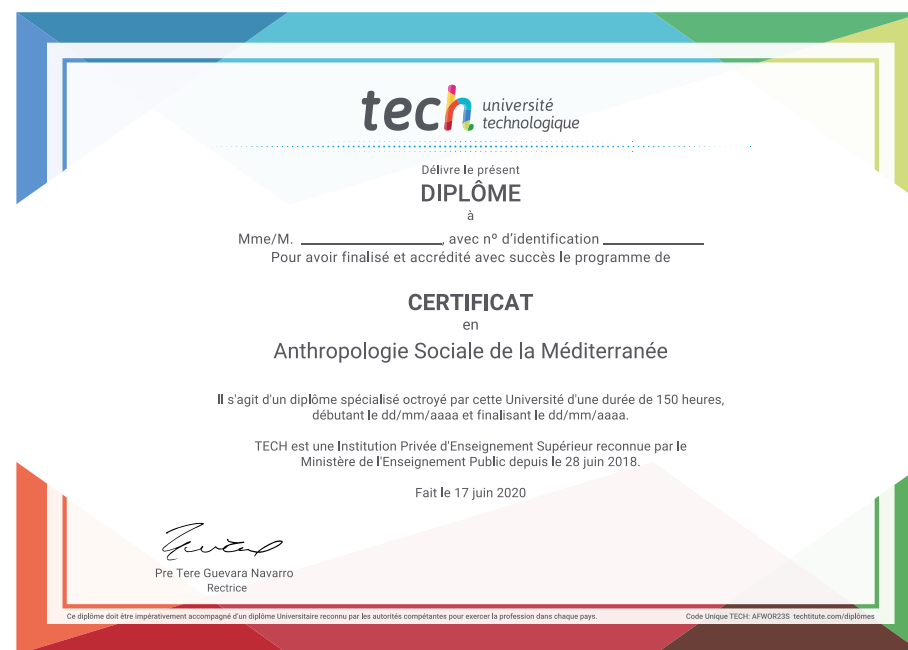 tech université
technologique
Délivre le présent
DIPLÔME
à
Mme/M. ____________________, avec nº d'identification ______________
Pour avoir finalisé et accrédité avec succès le programme de
CERTIFICAT
en
Anthropologie Sociale de la Méditerranée
Il s'agit d'un diplôme spécialisé octroyé par cette Université d'une durée de 150 heures,
débutant le dd/mm/aaaa et finalisant le dd/mm/aaaa.
TECH est une Institution Privée d'Enseignement Supérieur reconnue par le
Ministère de l'Enseignement Public depuis le 28 juin 2018.
Fait le 17 juin 2020
Pre Tere Guevara Navarro
Rectrice
Ce diplôme doit être impérativement accompagné d'un diplôme Universitaire reconnu par les autorités compétentes pour exercer la profession dans chaque pays.
Code Unique TECH: AFWOR23S techtitute.com/diplômes